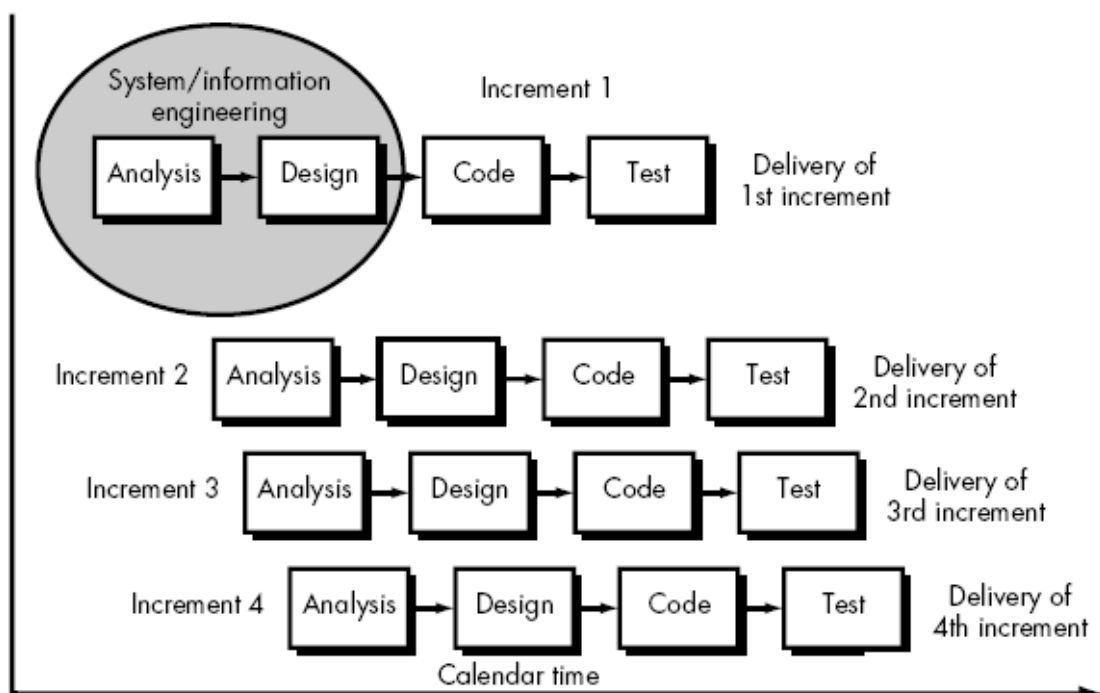 System/information
engineering
Increment 1
Analysis
Design
Code
Test
Delivery of
1st increment
Increment 2
Analysis
Design
Code
Test
Delivery of
2nd increment
Increment 3
Analysis
Design
Code
Test
Delivery of
3rd increment
Increment 4
Analysis
Design
Code
Test
Delivery of
4th increment
Calendar time